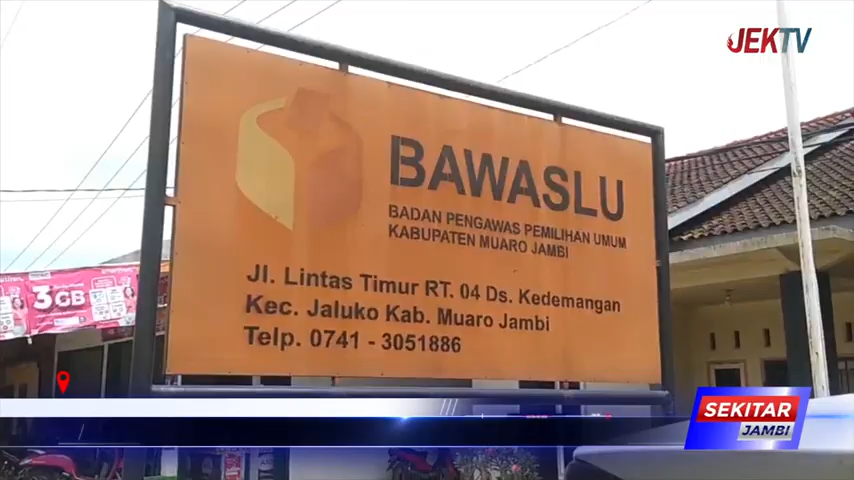 JEKTV
BAWASLU
BADAN PENGAWAS PEMILIHAN UMUM
KABUPATEN MUARO JAMBI
Jl. Lintas Timur RT. 04 Ds. Kedemangan
Kec. Jaluko Kab. Muaro Jambi
Telp. 0741 - 3051886
3GB
SEKITAR
JAMBI